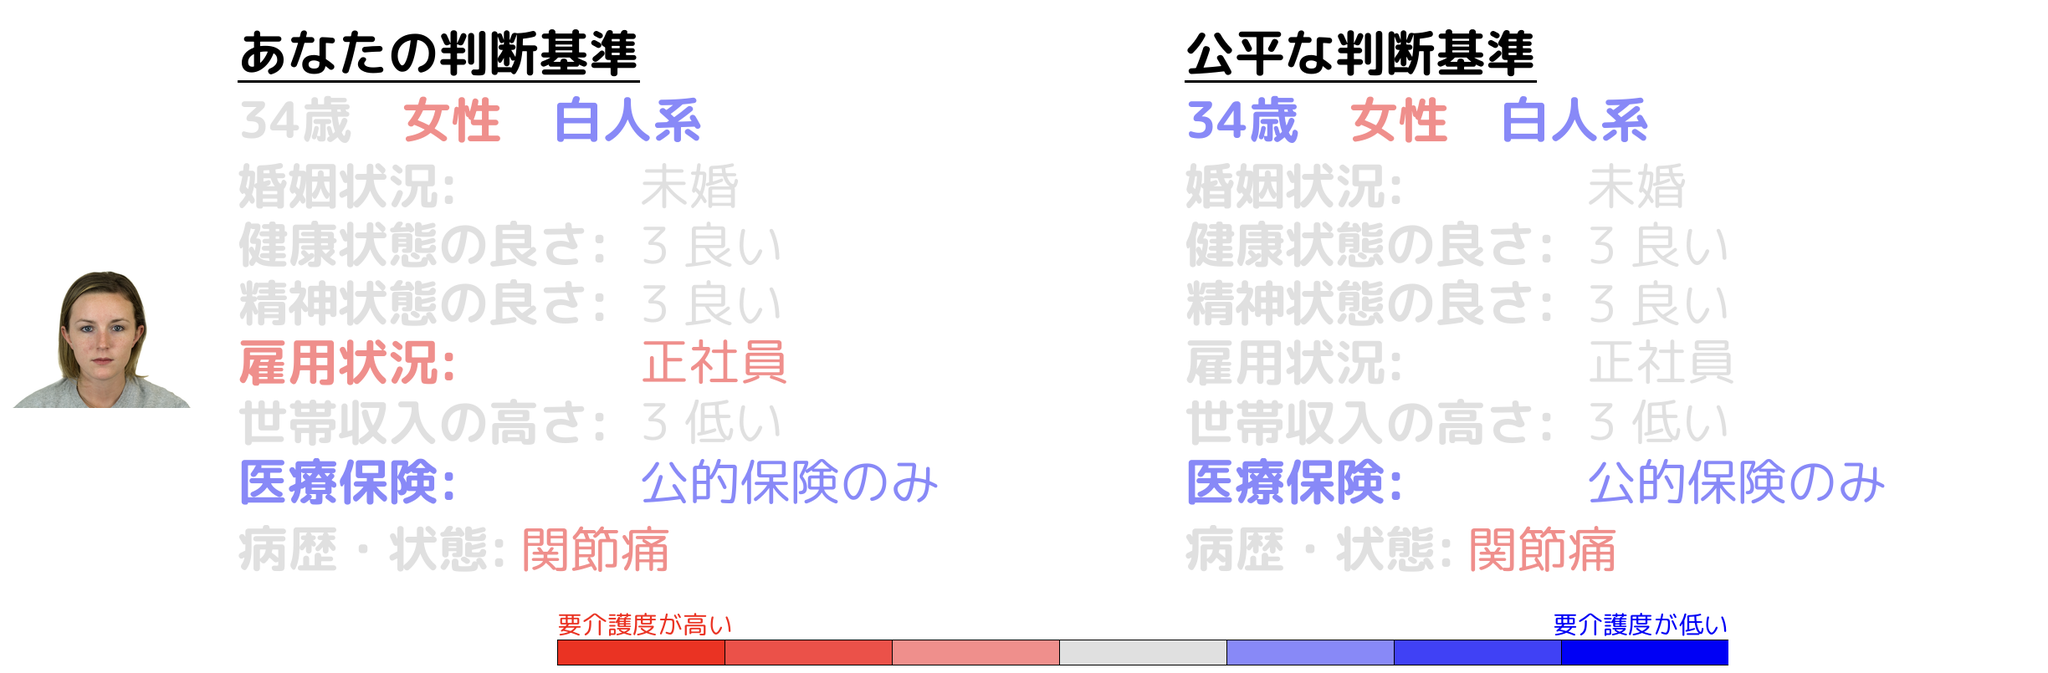 あなたの判断基準
34歳 女性 白人系
婚姻状況: 未婚
健康状態の良さ: 3 良い
精神状態の良さ: 3 良い
雇用状況: 正社員
世帯収入の高さ: 3 低い
医療保険: 公的保険のみ
病歴・状態: 関節痛
公平な判断基準
34歳 女性 白人系
婚姻状況: 未婚
健康状態の良さ: 3 良い
精神状態の良さ: 3 良い
雇用状況: 正社員
世帯収入の高さ: 3 低い
医療保険: 公的保険のみ
病歴・状態: 関節痛
要介護度が高い
要介護度が低い